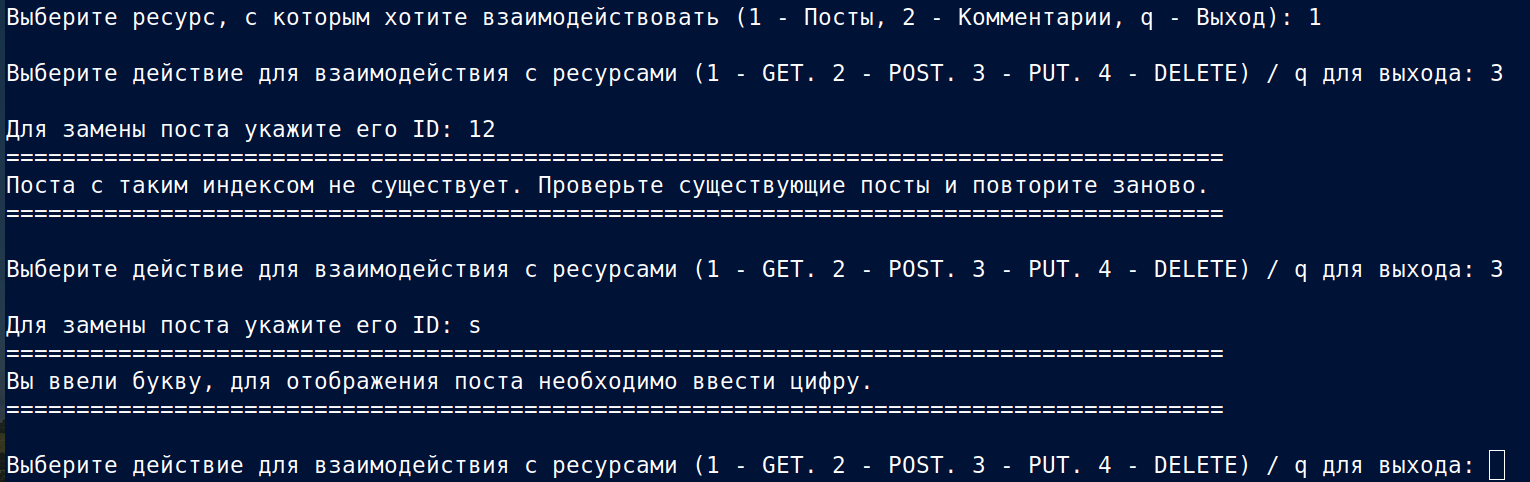 Выберите ресурс, с которым хотите взаимодействовать (1 - Посты, 2 - Комментарии, q - Выход): 1
Выберите действие для взаимодействия с ресурсами (1 - GET. 2 - POST. 3 - PUT. 4 - DELETE) / q для выхода: 3
Для замены поста укажите его ID: 12
=======================================================================================
Поста с таким индексом не существует. Проверьте существующие посты и повторите заново.
=======================================================================================
Выберите действие для взаимодействия с ресурсами (1 - GET. 2 - POST. 3 - PUT. 4 - DELETE) / q для выхода: 3
Для замены поста укажите его ID: s
=======================================================================================
Вы ввели букву, для отображения поста необходимо ввести цифру.
=======================================================================================
Выберите действие для взаимодействия с ресурсами (1 - GET. 2 - POST. 3 - PUT. 4 - DELETE) / q для выхода: